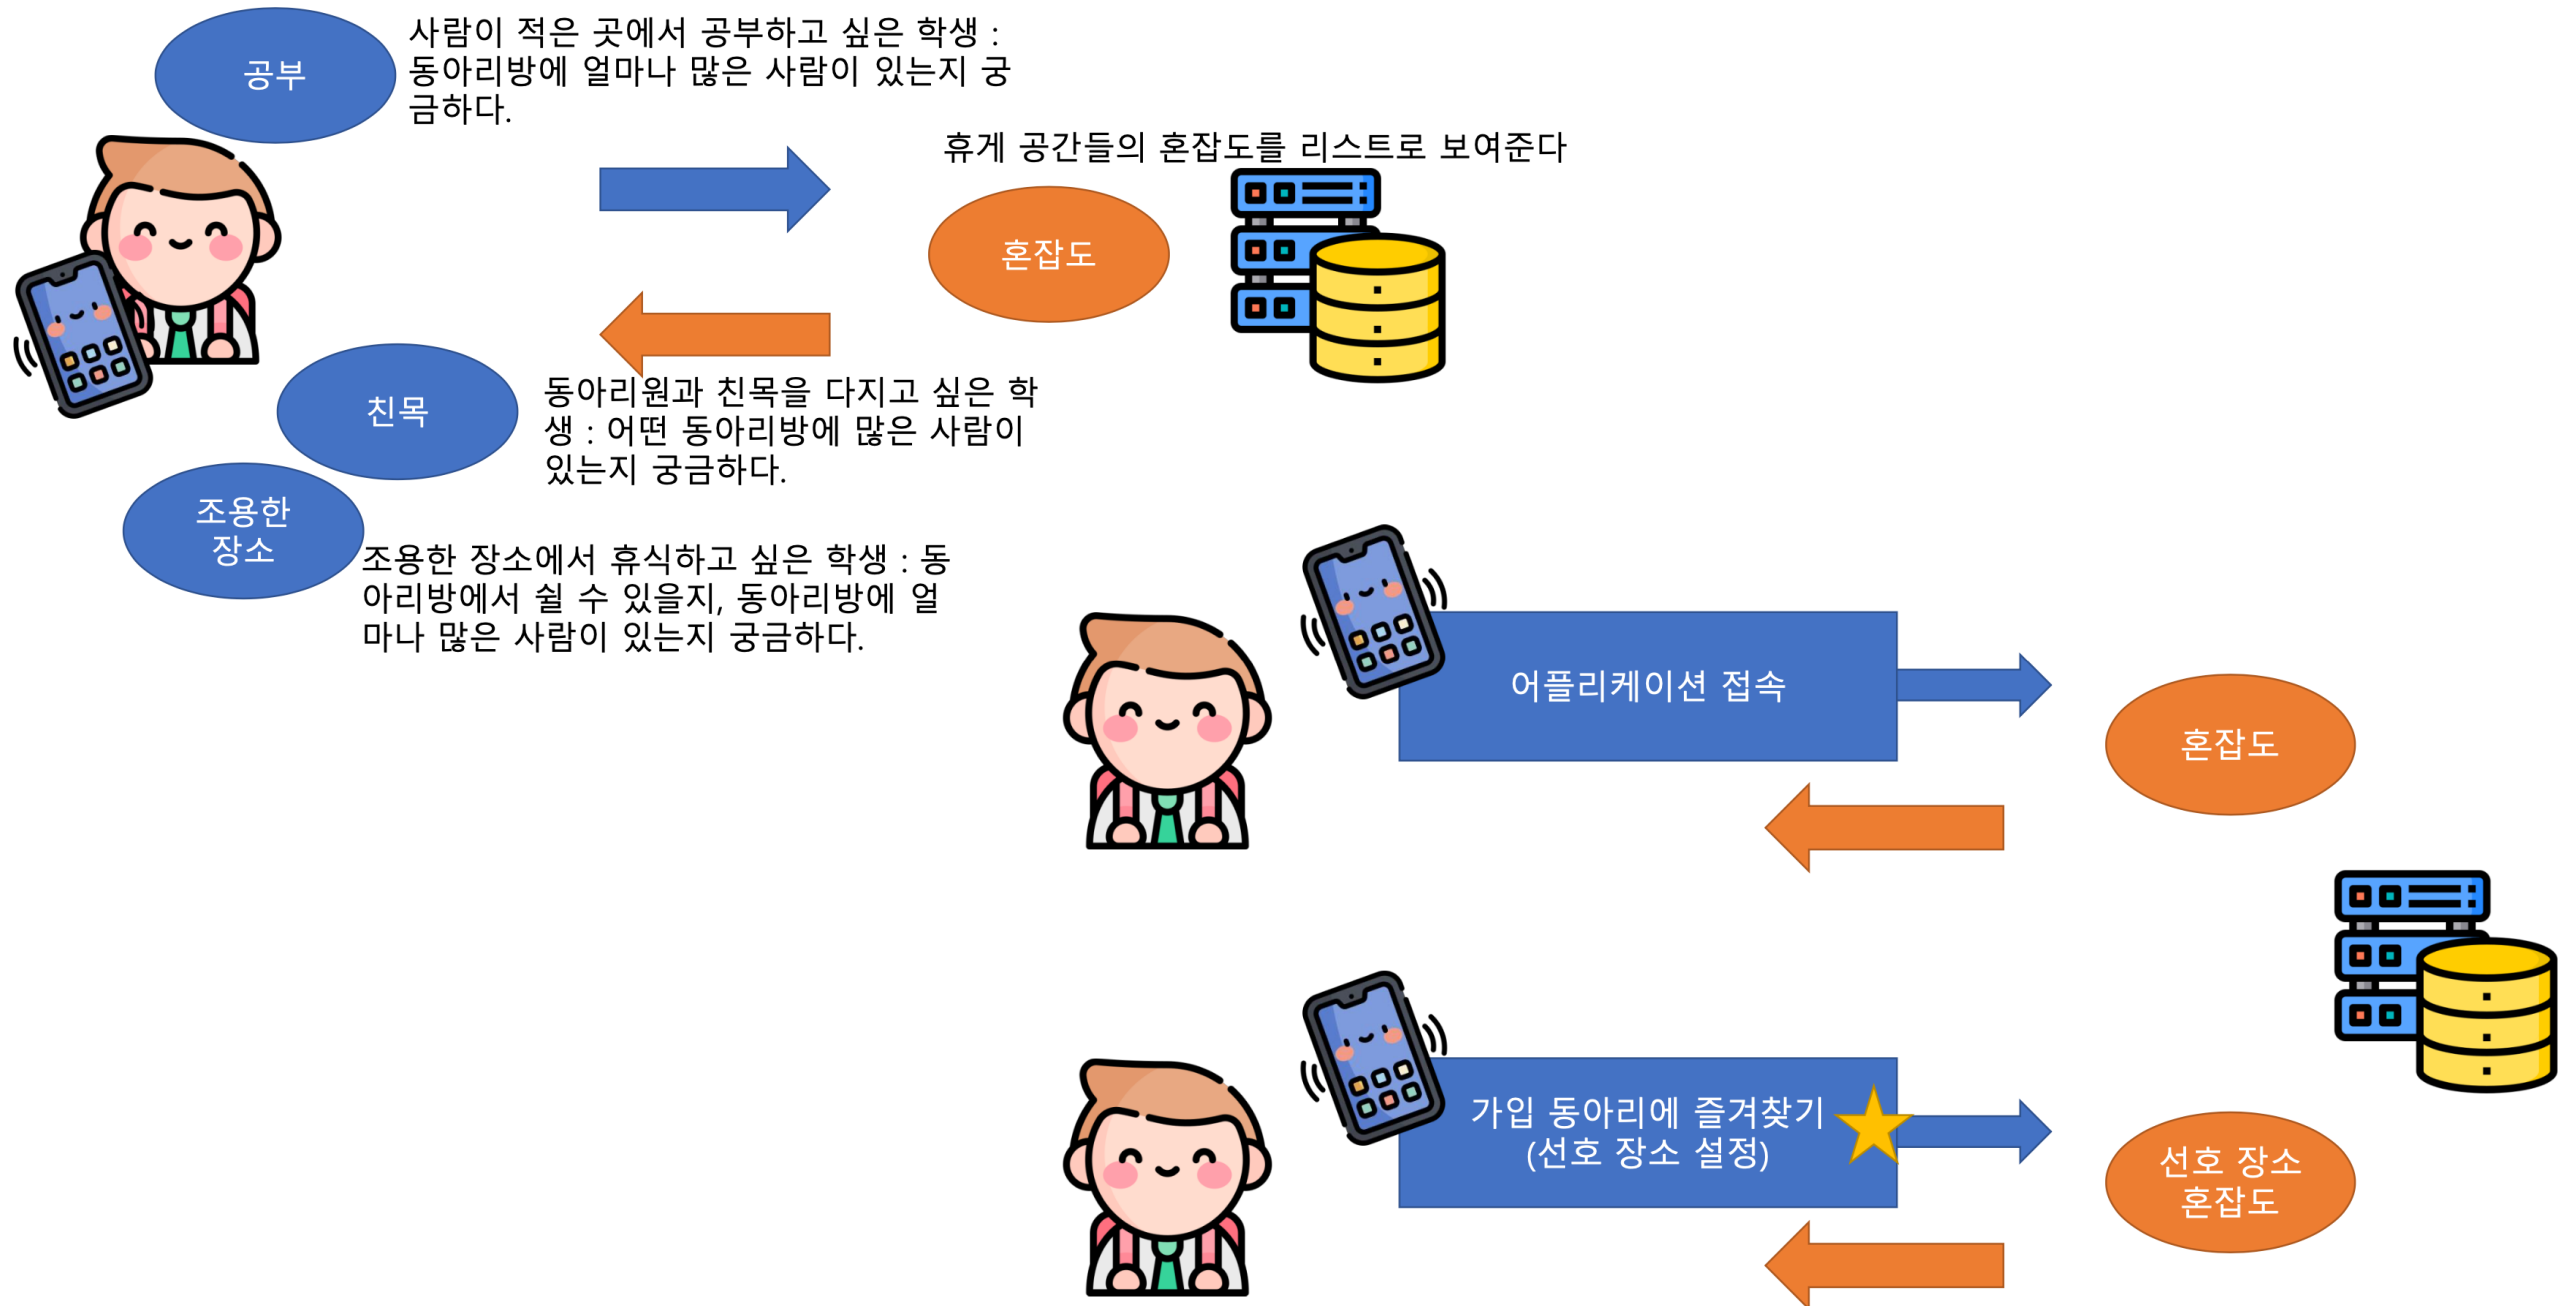 공부
사람이 적은 곳에서 공부하고 싶은 학생 :
동아리방에 얼마나 많은 사람이 있는지 궁
금하다.
휴게 공간들의 혼잡도를 리스트로 보여준다
혼잡도
친목
동아리원과 친목을 다지고 싶은 학
생 : 어떤 동아리방에 많은 사람이
있는지 궁금하다.
조용한
장소
조용한 장소에서 휴식하고 싶은 학생 : 동
아리방에서 쉴 수 있을지, 동아리방에 얼
마나 많은 사람이 있는지 궁금하다.
어플리케이션 접속
혼잡도
가입 동아리에 즐겨찾기
(선호 장소 설정)
선호 장소
혼잡도